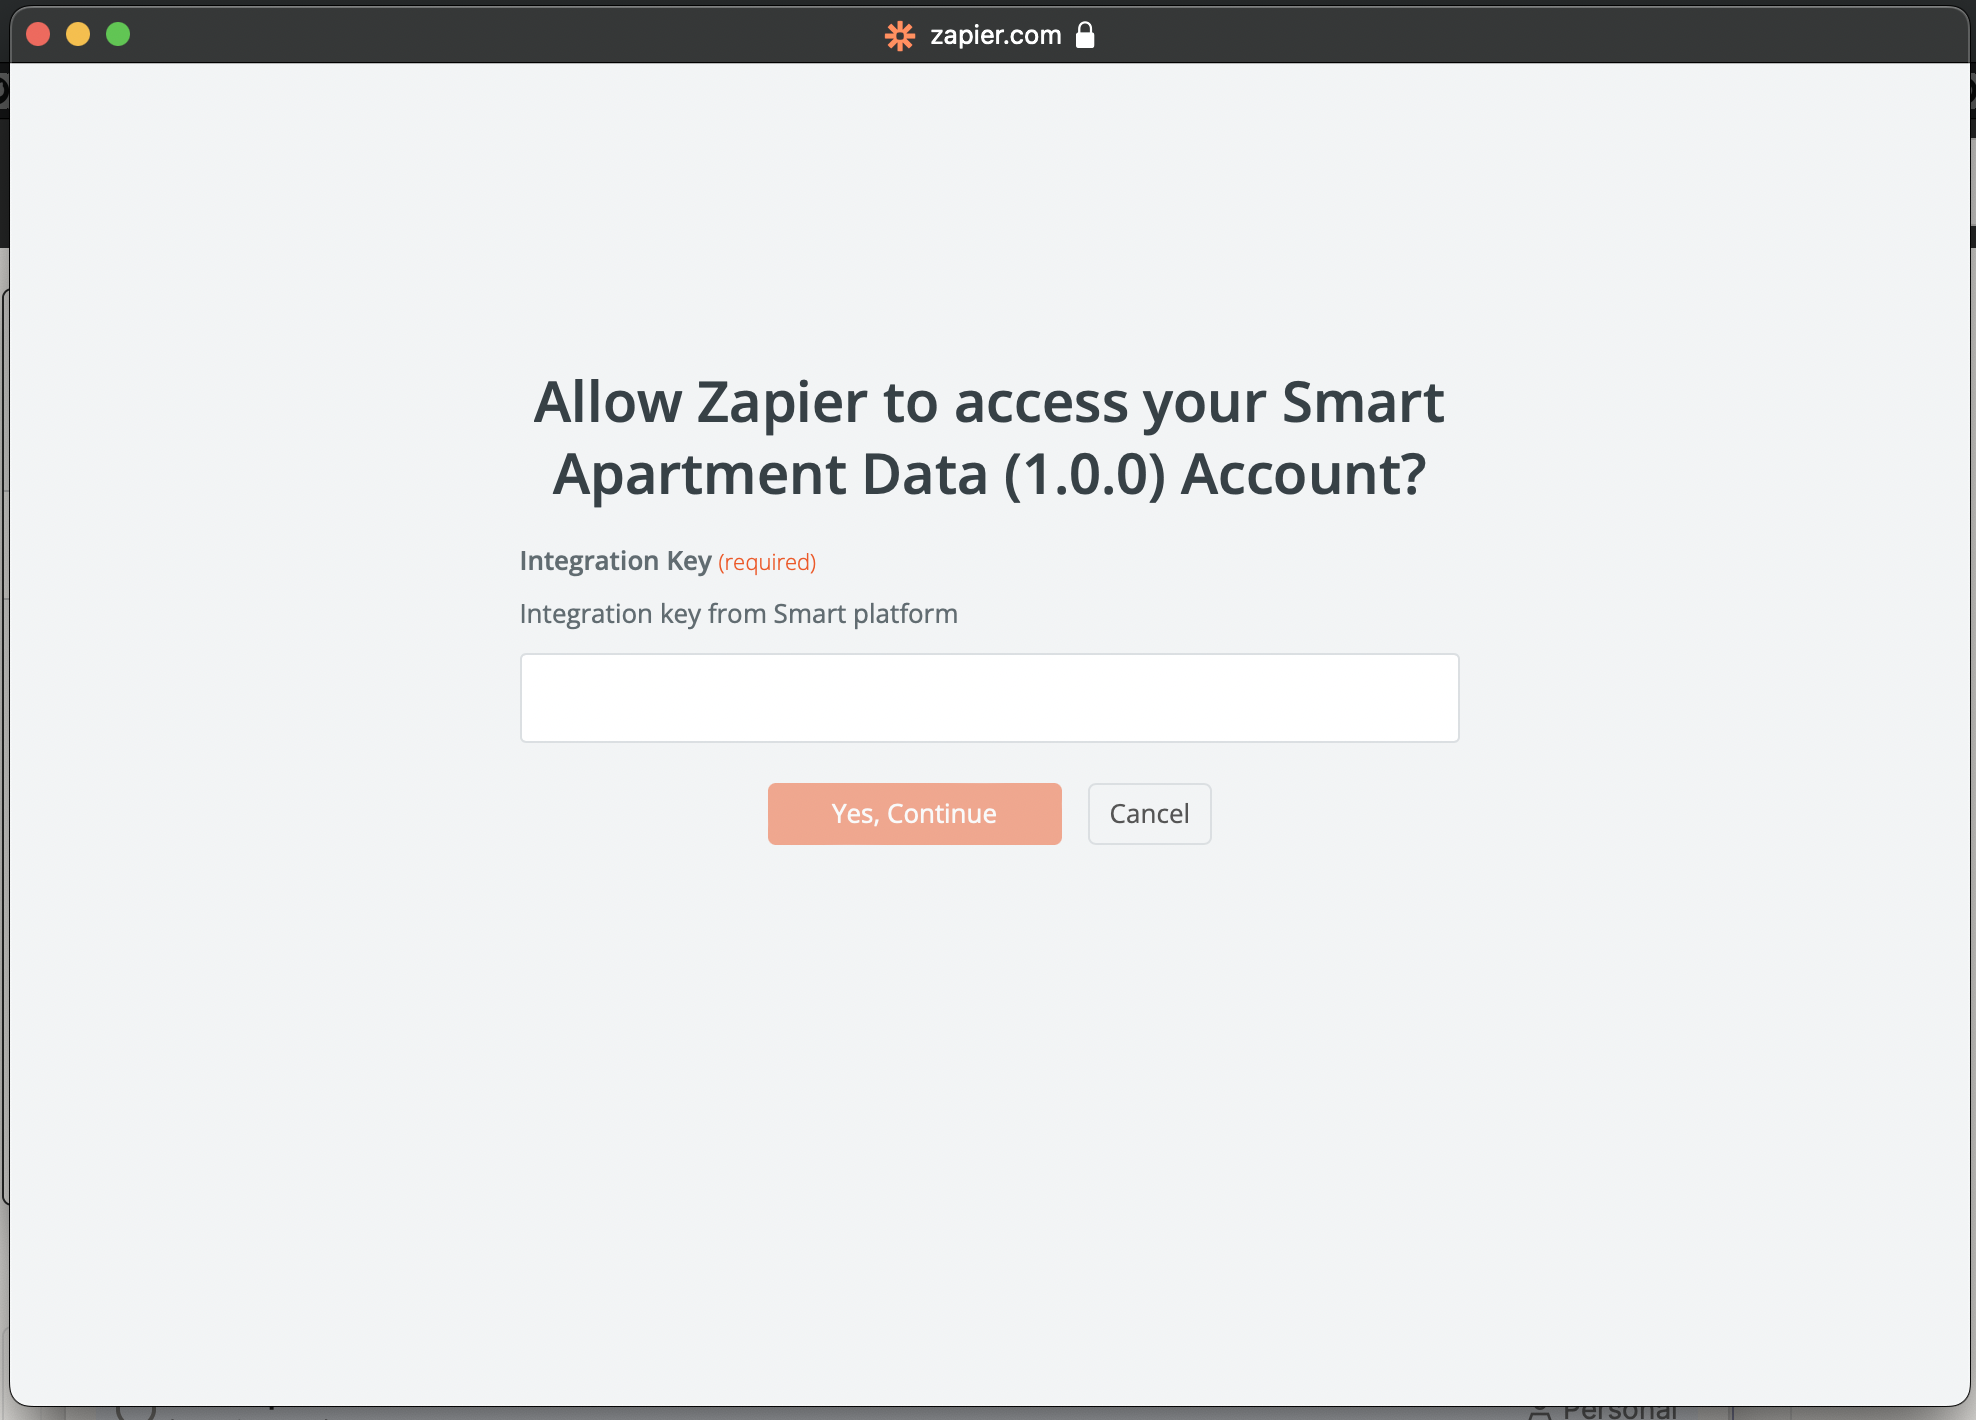 zapier.com
Allow Zapier to access your Smart
Apartment Data (1.0.0) Account?
Integration Key (required)
Integration key from Smart platform
Yes, Continue
Cancel
Personal